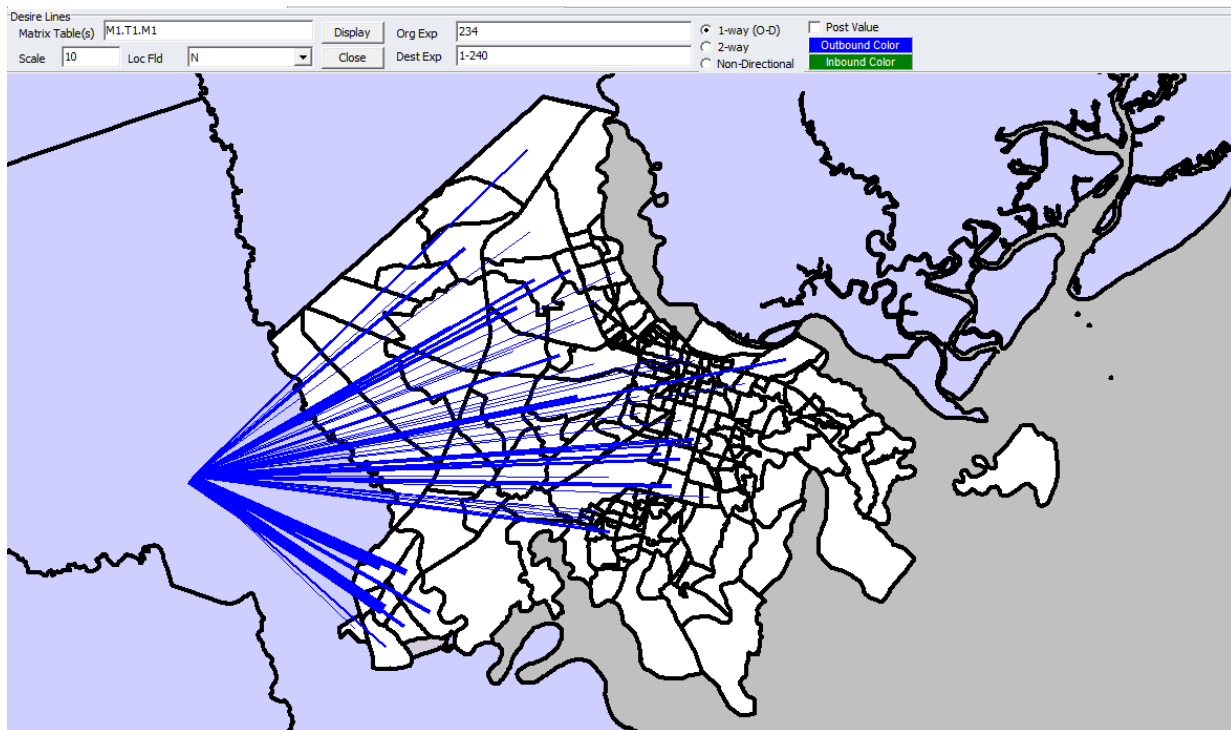 Desire Lines
Matrix Table(s) M1.T1.M1 Display Org Exp 234 1-way (O-D) Post Value
2-way Outbound Color
Scale 10 Loc Fld N Close Dest Exp 1-240 Non-Directional Inbound Color